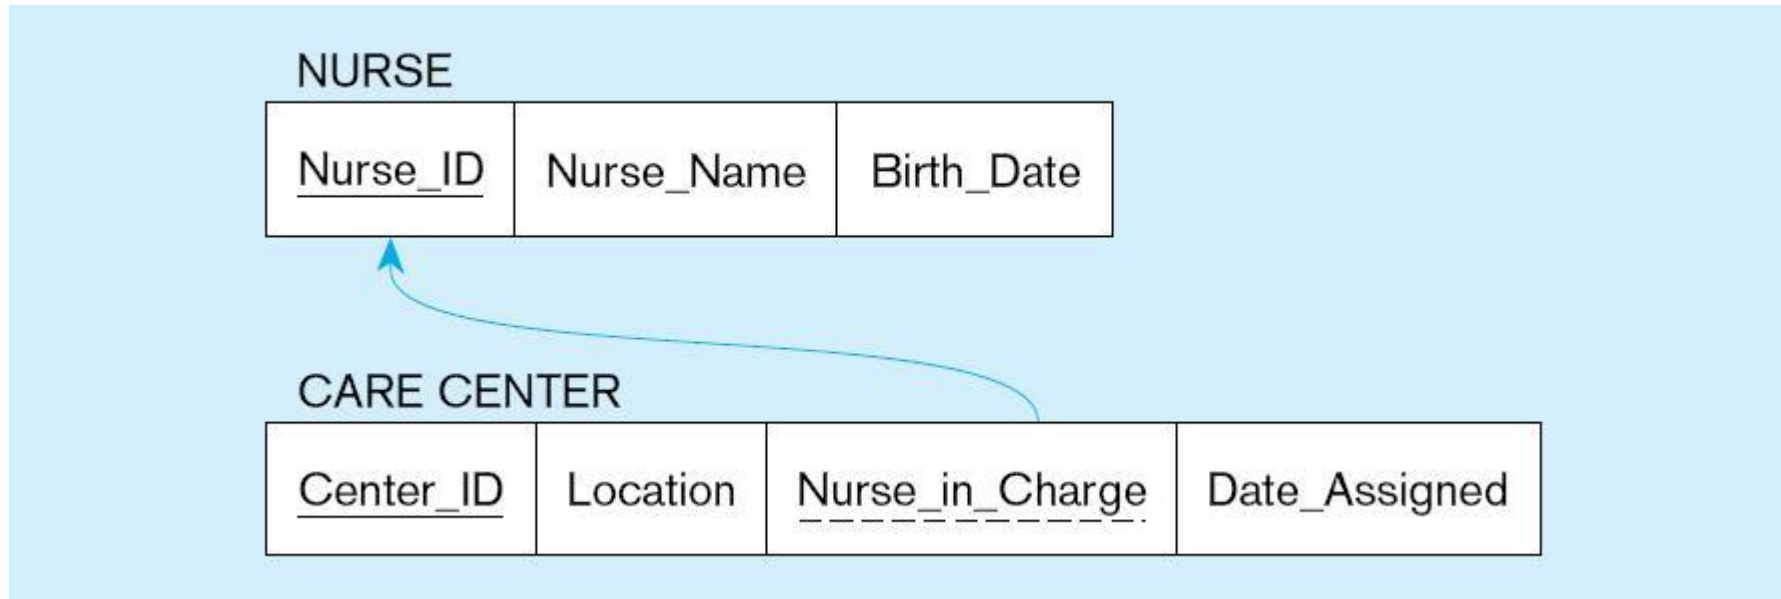 NURSE
Nurse_ID Nurse_Name Birth_Date
CARE CENTER
Center_ID Location Nurse_in_Charge Date_Assigned